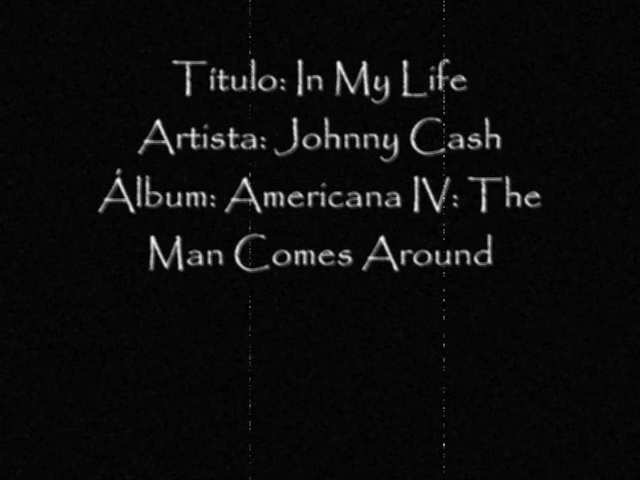 Título: In My Life
Artista: Johnny Cash
Álbum: Americana IV: The
Man Comes Around